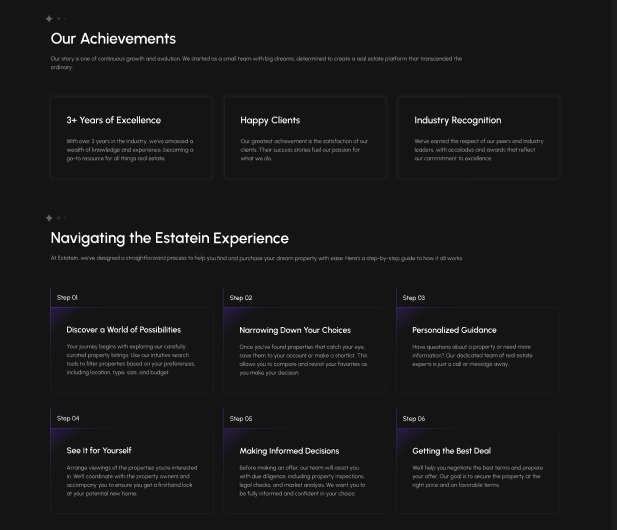 Our Achievements
Our story is one of continuous growth and evolution. We started as a small team with big dreams, determined to create a real estate platform that transcended the
ordinary.
3+ Years of Excellence
With over 3 years in the industry, we've amassed a
wealth of knowledge and experience, becoming a
go-to resource for all things real estate.
Happy Clients
Our greatest achievement is the satisfaction of our
clients. Their success stories fuel our passion for
what we do.
Industry Recognition
We've earned the respect of our peers and industry
leaders, with accolades and awards that reflect
our commitment to excellence.
Navigating the Estatein Experience
At Estatein, we've designed a straightforward process to help you find and purchase your dream property with ease. Here's a step-by-step guide to how it all works.
Step 01
Discover a World of Possibilities
Your journey begins with exploring our carefully
curated property listings. Use our intuitive search
tools to filter properties based on your preferences,
including location, type, size, and budget.
Step 02
Narrowing Down Your Choices
Once you've found properties that catch your eye,
save them to your account or make a shortlist. This
allows you to compare and revisit your favorites as
you make your decision.
Step 03
Personalized Guidance
Have questions about a property or need more
information? Our dedicated team of real estate
experts is just a call or message away.
Step 04
See It for Yourself
Arrange viewings of the properties you're interested
in. We'll coordinate with the property owners and
accompany you to ensure you get a firsthand look
at your potential new home.
Step 05
Making Informed Decisions
Before making an offer, our team will assist you
with due diligence, including property inspections,
legal checks, and market analysis. We want you to
be fully informed and confident in your choice.
Step 06
Getting the Best Deal
We'll help you negotiate the best terms and prepare
your offer. Our goal is to secure the property at the
right price and on favorable terms.